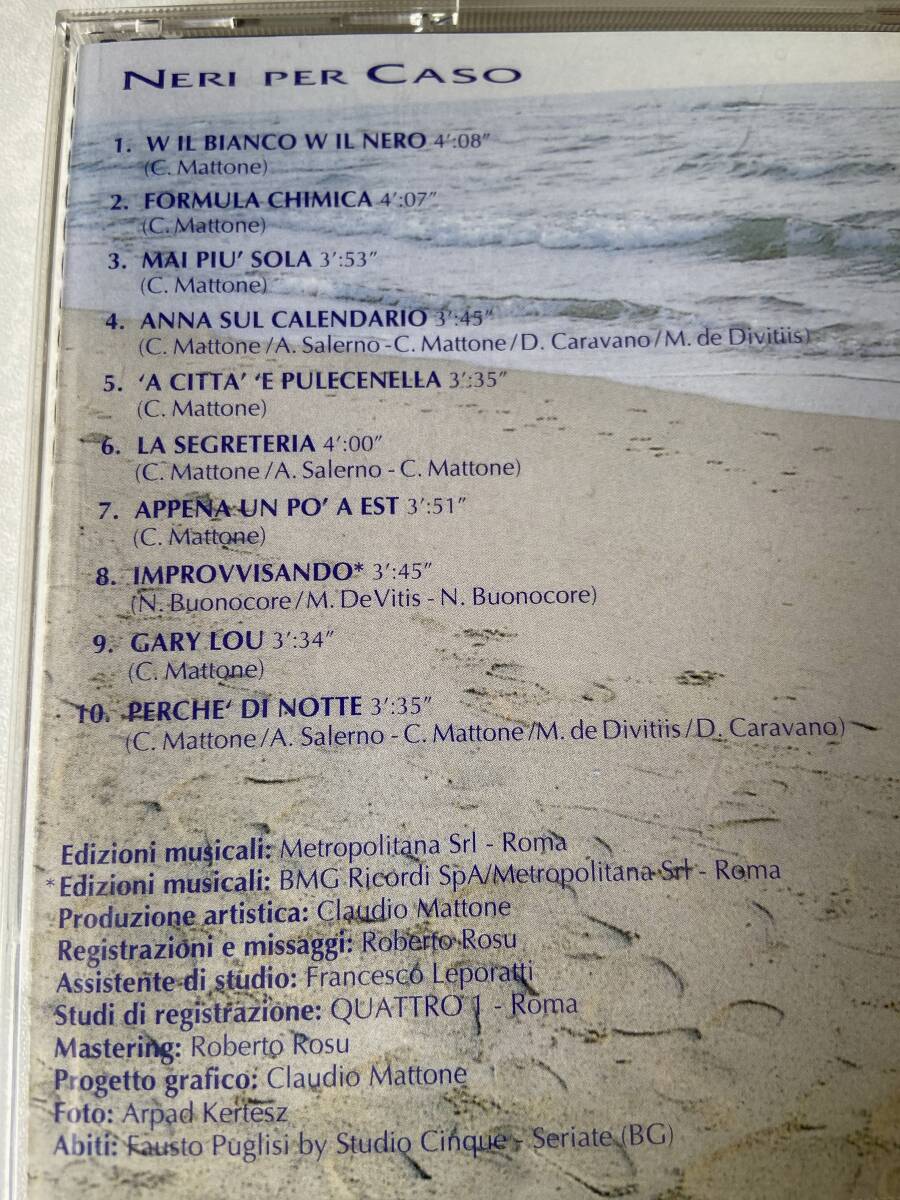 NERI PER CASO
1. W IL BIANCO W IL NERO 4':08"
(C. Mattone)
2. FORMULA CHIMICA 4':07"
(C. Mattone)
3. MAI PIU' SOLA 3':53"
(C. Mattone)
4. ANNA SUL CALENDARIO 3':45"
(C. Mattone/A. Salerno - C. Mattone/D. Caravano/M. de Divitiis)
5. 'A CITTA' 'E PULECENELLA 3':35"
(C. Mattone)
6. LA SEGRETERIA 4':00"
(C. Mattone/A. Salerno - C. Mattone)
7. APPENA UN PO' A EST 3':51"
(C. Mattone)
8. IMPROVVISANDO* 3':45"
(N. Buonocore/M. DeVitis - N. Buonocore)
9. GARY LOU 3':34"
(C. Mattone)
10. PERCHE' DI NOTTE 3':35"
(C. Mattone/A. Salerno - C. Mattone/M. de Divitiis/D. Caravano)
Edizioni musicali: Metropolitana Srl - Roma
*Edizioni musicali: BMG Ricordi SpA/Metropolitana Srl - Roma
Produzione artistica: Claudio Mattone
Registrazioni e missaggi: Roberto Rosu
Assistente di studio: Francesco Leporatti
Studi di registrazione: QUATTRO 1 - Roma
Mastering: Roberto Rosu
Progetto grafico: Claudio Mattone
Foto: Arpad Kertesz
Abiti: Fausto Puglisi by Studio Cinque - Seriate (BG)